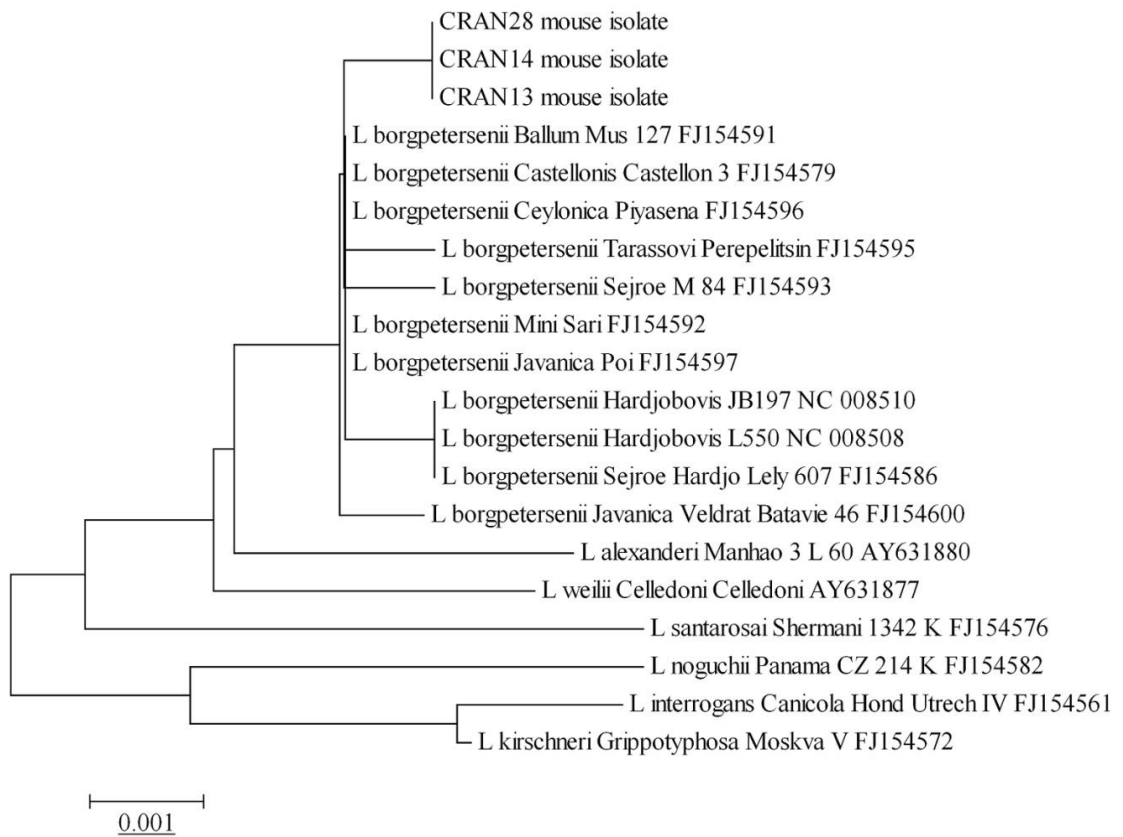 CRAN28 mouse isolate
CRAN14 mouse isolate
CRAN13 mouse isolate
L borgpetersenii Ballum Mus 127 FJ154591
L borgpetersenii Castellonis Castellon 3 FJ154579
L borgpetersenii Ceylonica Piyasena FJ154596
L borgpetersenii Tarassovi Perepelitsin FJ154595
L borgpetersenii Sejroe M 84 FJ154593
L borgpetersenii Mini Sari FJ154592
L borgpetersenii Javanica Poi FJ154597
L borgpetersenii Hardjobovis JB197 NC 008510
L borgpetersenii Hardjobovis L550 NC 008508
L borgpetersenii Sejroe Hardjo Lely 607 FJ154586
L borgpetersenii Javanica Veldrat Batavie 46 FJ154600
L alexanderi Manhao 3 L 60 AY631880
L weilii Celledoni Celledoni AY631877
L santarosai Shermani 1342 K FJ154576
L noguchii Panama CZ 214 K FJ154582
L interrogans Canicola Hond Utrech IV FJ154561
L kirschneri Grippotyphosa Moskva V FJ154572
0.001